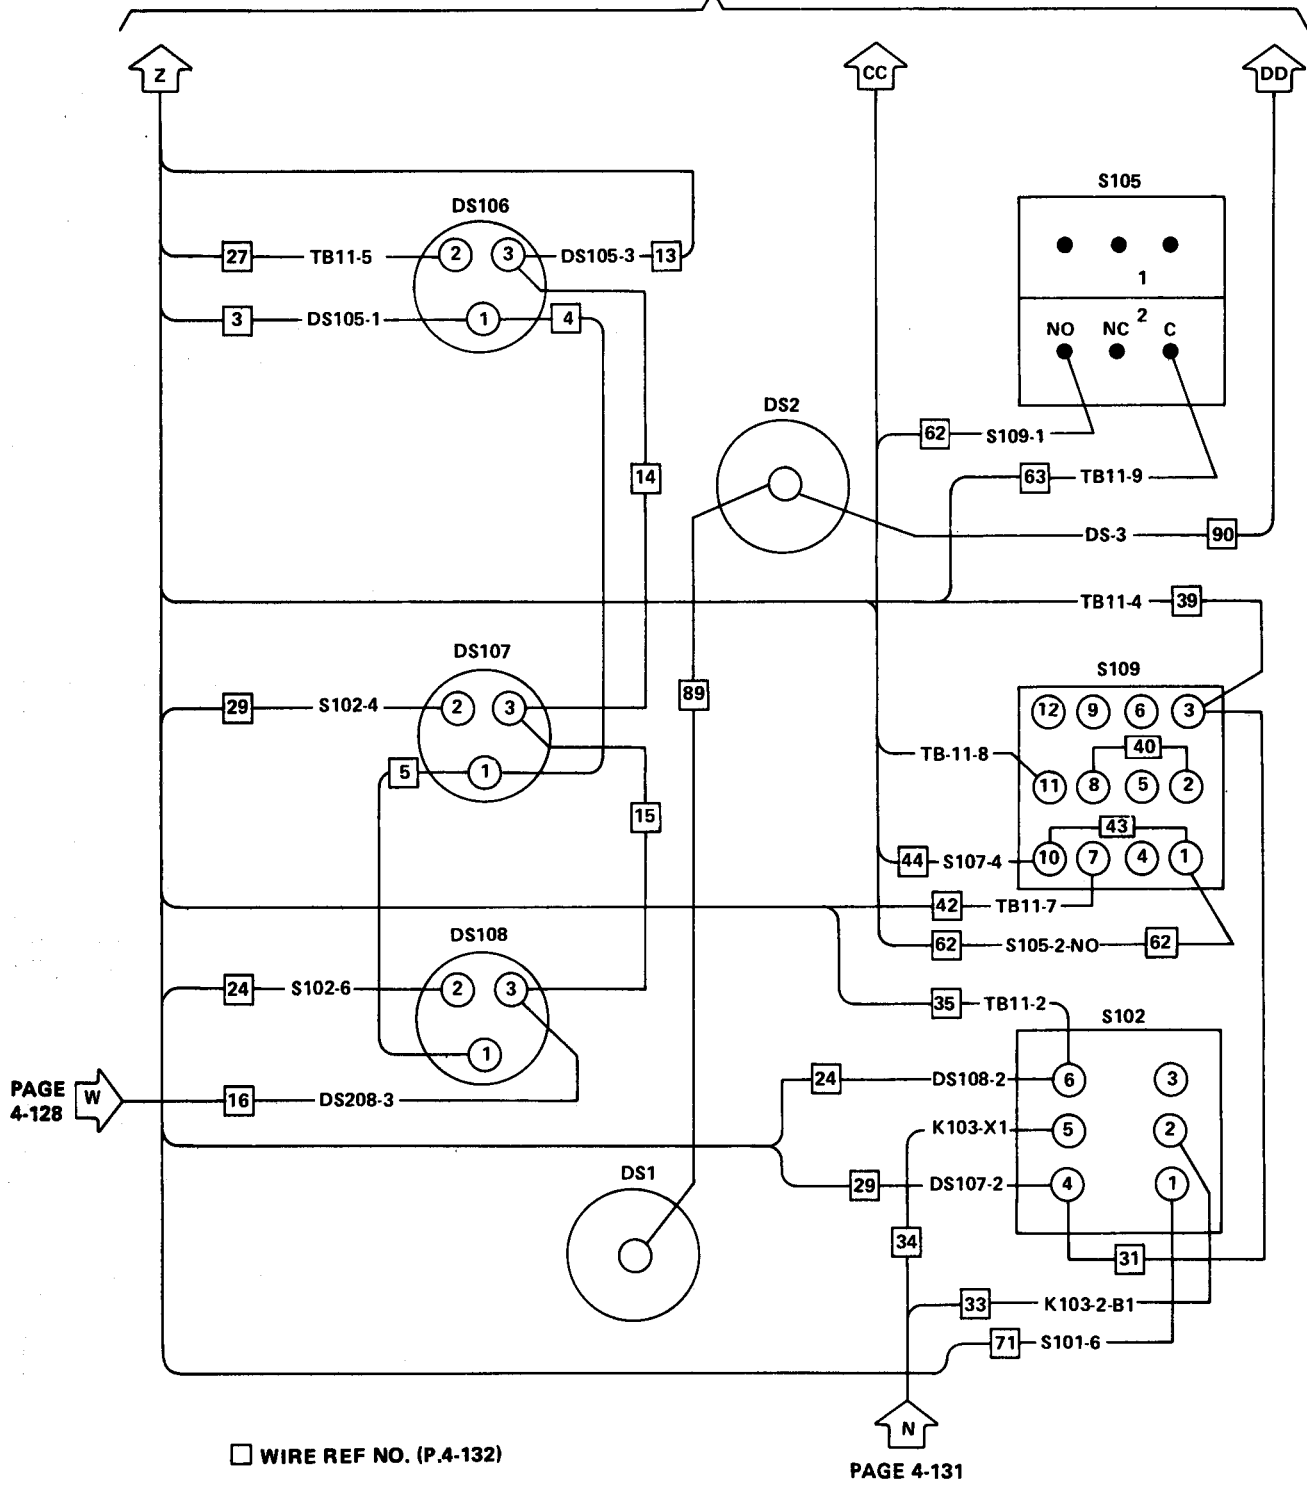 Z
CC
DD
S105
DS106
27 TB11-5 2 3 DS105-3 13
1
3 DS105-1 1 4
2
NO NC C
DS2
62 S109-1
14
63 TB11-9
DS-3 90
TB11-4 39
DS107
S109
89
29 S102-4 2 3
12 9 6 3
40
TB-11-8
5 1
11 8 5 2
15
43
44 S107-4 10 7 4 1
42 TB11-7
DS108
62 S105-2-NO 62
24 S102-6 2 3
35 TB11-2
S102
1
PAGE
4-128
W
16 DS208-3
24 DS108-2 6 3
K103-X1 5 2
DS1
29 DS107-2 4 1
34
31
33 K103-2-B1
71 S101-6
N
WIRE REF NO. (P.4-132)
PAGE 4-131